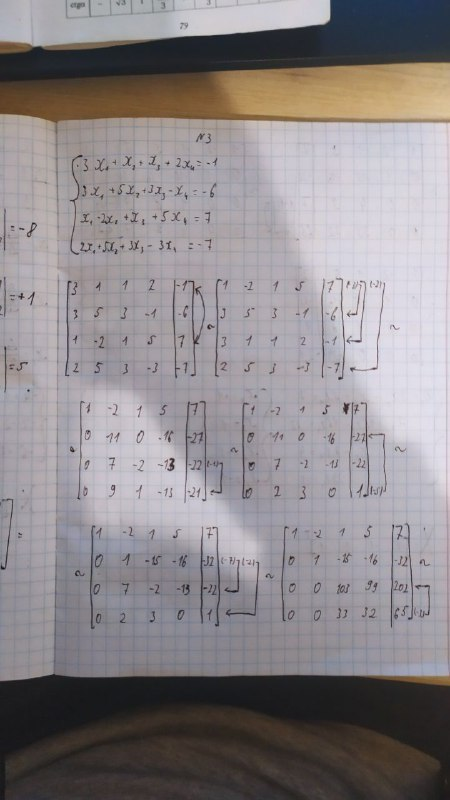 79
N3
3x₁ + x₂ + x₃ + 2x₄ = -1
3x₁ + 5x₂ + 3x₃ - x₄ = -6
x₁ - 2x₂ + x₃ + 5x₄ = 7
2x₁ + 5x₂ + 3x₃ - 3x₄ = -7
= -8
= +1
= 5
=
3 1 1 2 -1 ~ 1 -2 1 5 7
3 5 3 -1 -6 3 5 3 -1 -6
1 -2 1 5 7 3 1 1 2 -1
2 5 3 -3 -7 2 5 3 -3 -7 ~
1 -2 1 5 7 ~ 1 -2 1 5 7
0 11 0 -16 -27 0 11 0 -16 -27
0 7 -2 -13 -22 0 7 -2 -13 -22
0 9 1 -13 -21 0 2 3 0 1 ~
~ 1 -2 1 5 7 ~ 1 -2 1 5 7
0 1 -15 -16 -32 0 1 -15 -16 -32
0 7 -2 -13 -22 0 0 103 99 202
0 2 3 0 1 0 0 33 32 65 ~